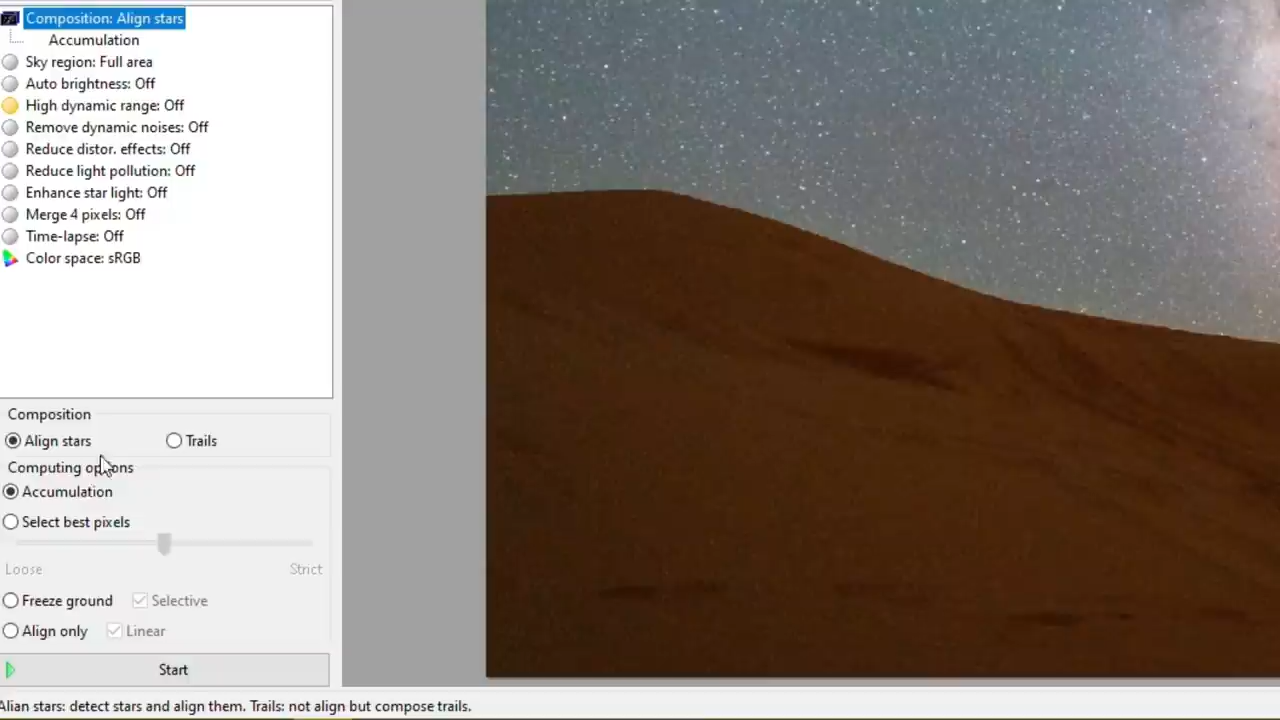 Composition: Align stars
Accumulation
Sky region: Full area
Auto brightness: Off
High dynamic range: Off
Remove dynamic noises: Off
Reduce distor. effects: Off
Reduce light pollution: Off
Enhance star light: Off
Merge 4 pixels: Off
Time-lapse: Off
Color space: sRGB
Composition
Align stars Trails
Computing options
Accumulation
Select best pixels
Loose Strict
Freeze ground Selective
Align only Linear
Start
Alian stars: detect stars and align them. Trails: not align but compose trails.